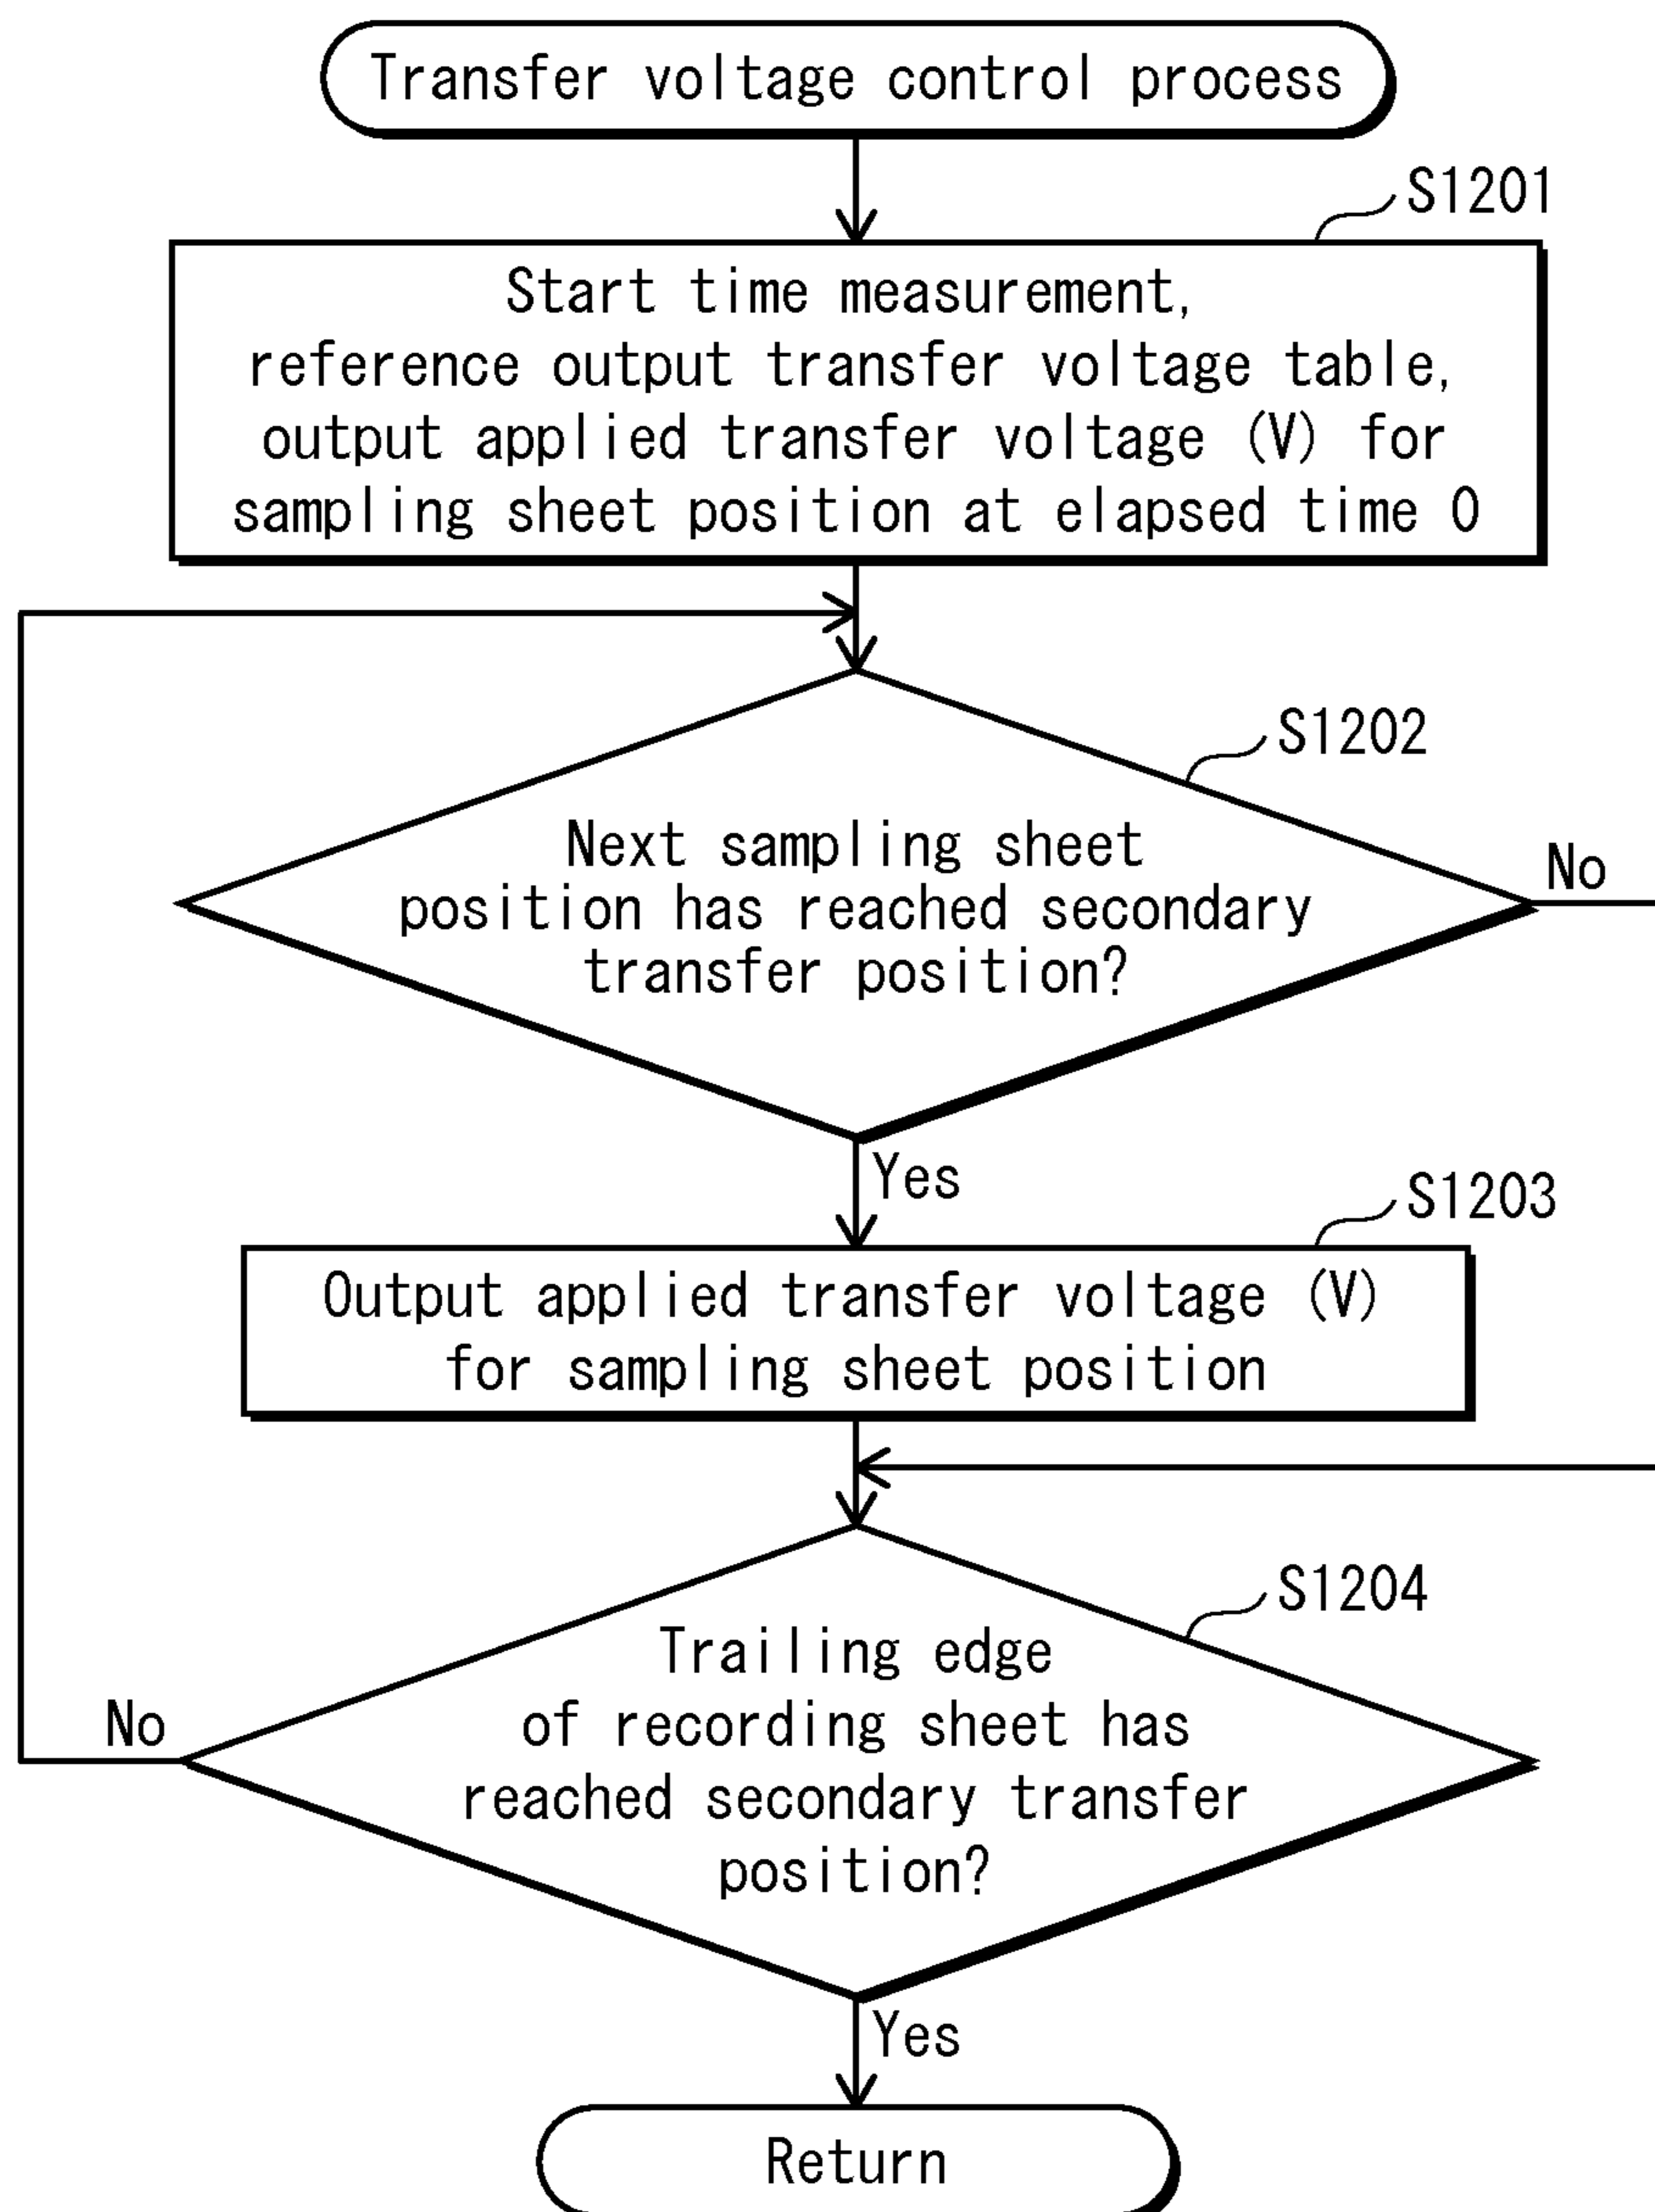 Transfer voltage control process
S1201
Start time measurement,
reference output transfer voltage table,
output applied transfer voltage (V) for
sampling sheet position at elapsed time 0
S1202
Next sampling sheet
position has reached secondary
transfer position?
No
Yes
S1203
Output applied transfer voltage (V)
for sampling sheet position
S1204
Trailing edge
of recording sheet has
reached secondary transfer
position?
No
Yes
Return